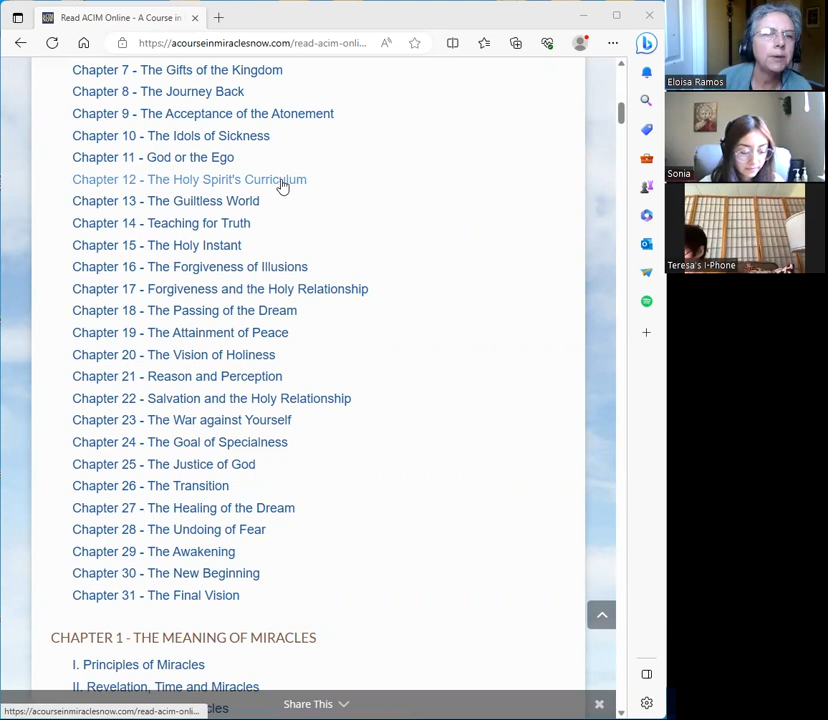 Read ACIM Online - A Course in
https://acourseinmiraclesnow.com/read-acim-onli...
Chapter 7 - The Gifts of the Kingdom
Chapter 8 - The Journey Back
Chapter 9 - The Acceptance of the Atonement
Chapter 10 - The Idols of Sickness
Chapter 11 - God or the Ego
Chapter 12 - The Holy Spirit's Curriculum
Chapter 13 - The Guiltless World
Chapter 14 - Teaching for Truth
Chapter 15 - The Holy Instant
Chapter 16 - The Forgiveness of Illusions
Chapter 17 - Forgiveness and the Holy Relationship
Chapter 18 - The Passing of the Dream
Chapter 19 - The Attainment of Peace
Chapter 20 - The Vision of Holiness
Chapter 21 - Reason and Perception
Chapter 22 - Salvation and the Holy Relationship
Chapter 23 - The War against Yourself
Chapter 24 - The Goal of Specialness
Chapter 25 - The Justice of God
Chapter 26 - The Transition
Chapter 27 - The Healing of the Dream
Chapter 28 - The Undoing of Fear
Chapter 29 - The Awakening
Chapter 30 - The New Beginning
Chapter 31 - The Final Vision
CHAPTER 1 - THE MEANING OF MIRACLES
I. Principles of Miracles
II. Revelation, Time and Miracles
Share This
https://acourseinmiraclesnow.com/read-acim-onli...
Eloisa Ramos
Sonia
Teresa's I-Phone